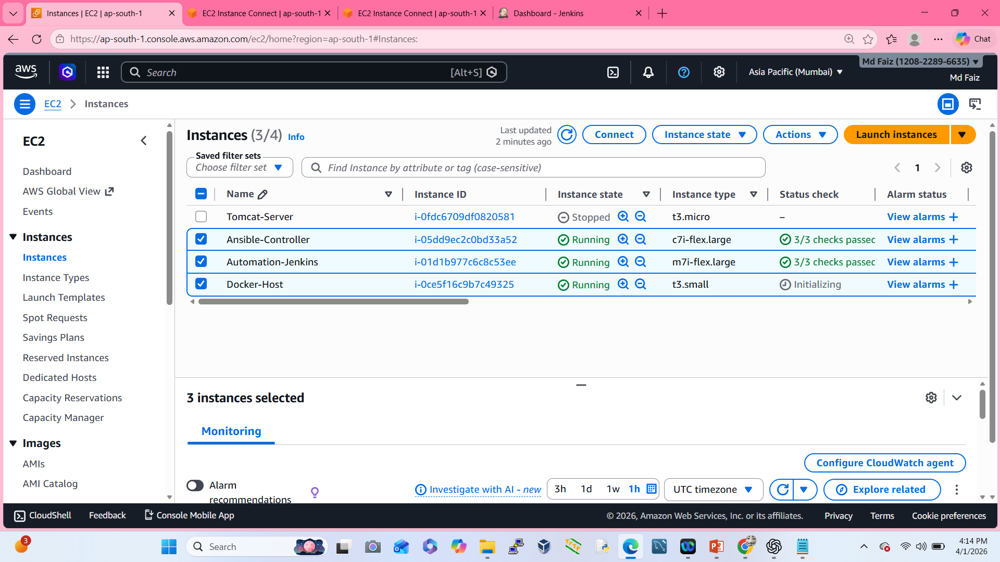 Instances | EC2 | ap-south-1
EC2 Instance Connect | ap-south-1
EC2 Instance Connect | ap-south-1
Dashboard - Jenkins
https://ap-south-1.console.aws.amazon.com/ec2/home?region=ap-south-1#Instances:
Chat
aws
Search
[Alt+S]
Asia Pacific (Mumbai)
Md Faiz (1208-2289-6635)
Md Faiz
EC2
Instances
EC2
Dashboard
AWS Global View
Events
Instances
Instances
Instance Types
Launch Templates
Spot Requests
Savings Plans
Reserved Instances
Dedicated Hosts
Capacity Reservations
Capacity Manager
Images
AMIs
AMI Catalog
Instances (3/4) Info
Last updated
2 minutes ago
Connect
Instance state
Actions
Launch instances
Saved filter sets
Choose filter set
Find Instance by attribute or tag (case-sensitive)
1
Name Instance ID Instance state Instance type Status check Alarm status
Tomcat-Server i-0fdc6709df0820581 Stopped t3.micro – View alarms +
Ansible-Controller i-05dd9ec2c0bd33a52 Running c7i-flex.large 3/3 checks passec View alarms +
Automation-Jenkins i-01d1b977c6c8c53ee Running m7i-flex.large 3/3 checks passec View alarms +
Docker-Host i-0ce5f16c9b7c49325 Running t3.small Initializing View alarms +
3 instances selected
Monitoring
Configure CloudWatch agent
Alarm
recommendations
Investigate with AI - new
3h 1d 1w 1h
UTC timezone
Explore related
CloudShell
Feedback
Console Mobile App
© 2026, Amazon Web Services, Inc. or its affiliates.
Privacy
Terms
Cookie preferences
3
Search
TFTP
4:14 PM
4/1/2026